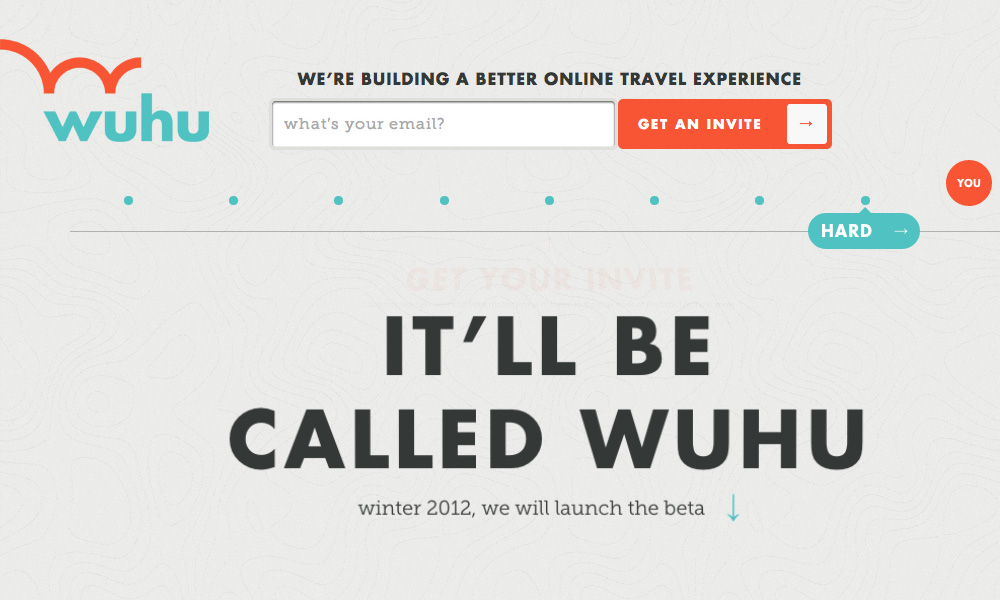 WE'RE BUILDING A BETTER ONLINE TRAVEL EXPERIENCE
wuhu
what's your email?
GET AN INVITE →
YOU
HARD →
GET YOUR INVITE
IT'LL BE
CALLED WUHU
winter 2012, we will launch the beta ↓